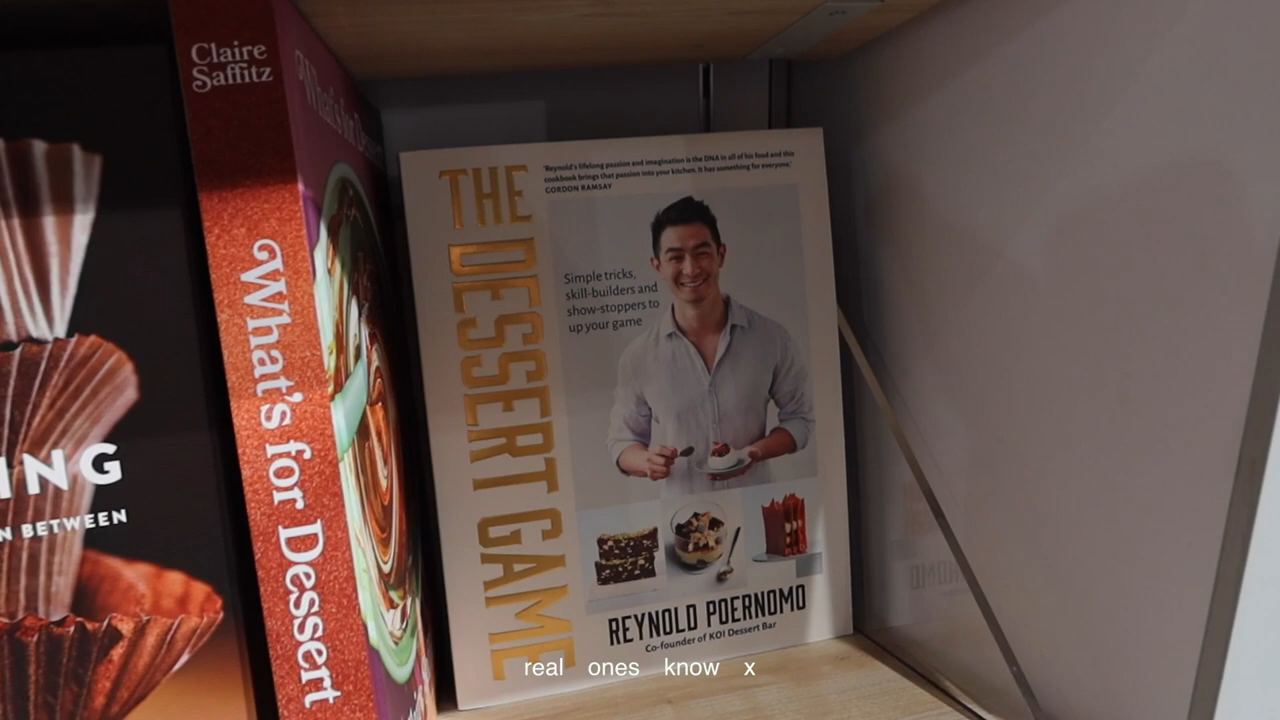 Claire
Saffitz
What's for Dessert
What's for Dessert
ING
N BETWEEN
THE DESSERT GAME
'Reynold's lifelong passion and imagination is the DNA in all of his food and this
cookbook brings that passion into your kitchen. It has something for everyone.'
GORDON RAMSAY
Simple tricks,
skill-builders and
show-stoppers to
up your game
REYNOLD POERNOMO
Co-founder of KOI Dessert Bar
real ones know x